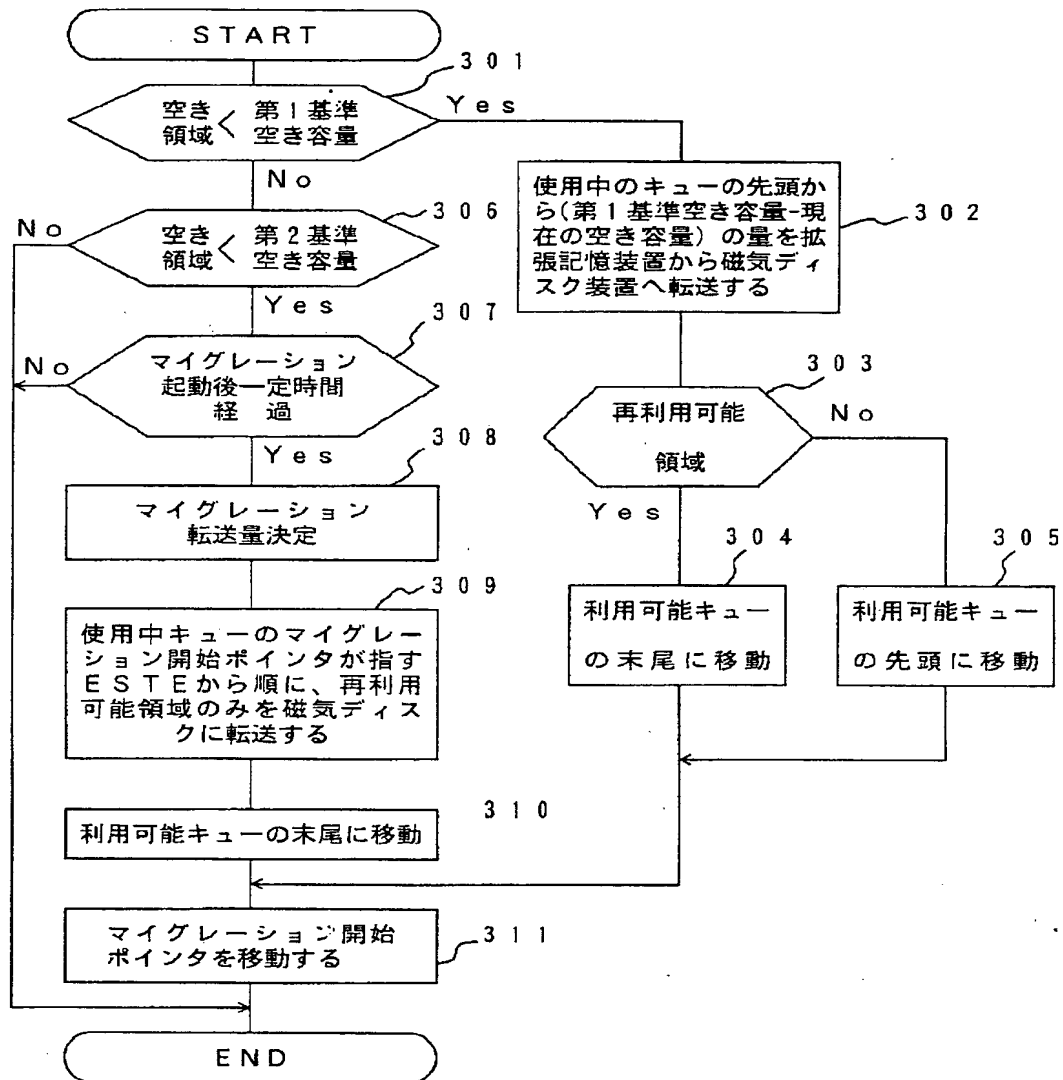 START
301
空き 領域 < 第1基準 空き容量
Yes
No
302
使用中のキューの先頭か
ら(第1基準空き容量-現
在の空き容量)の量を拡
張記憶装置から磁気ディ
スク装置へ転送する
306
空き 領域 < 第2基準 空き容量
No
Yes
307
マイグレーション
起動後一定時間
経過
No
Yes
303
再利用可能
領域
No
Yes
308
マイグレーション
転送量決定
304
利用可能キュー
の末尾に移動
305
利用可能キュー
の先頭に移動
309
使用中キューのマイグレー
ション開始ポインタが指す
ESTEから順に、再利用
可能領域のみを磁気ディス
クに転送する
310
利用可能キューの末尾に移動
311
マイグレーション開始
ポインタを移動する
END